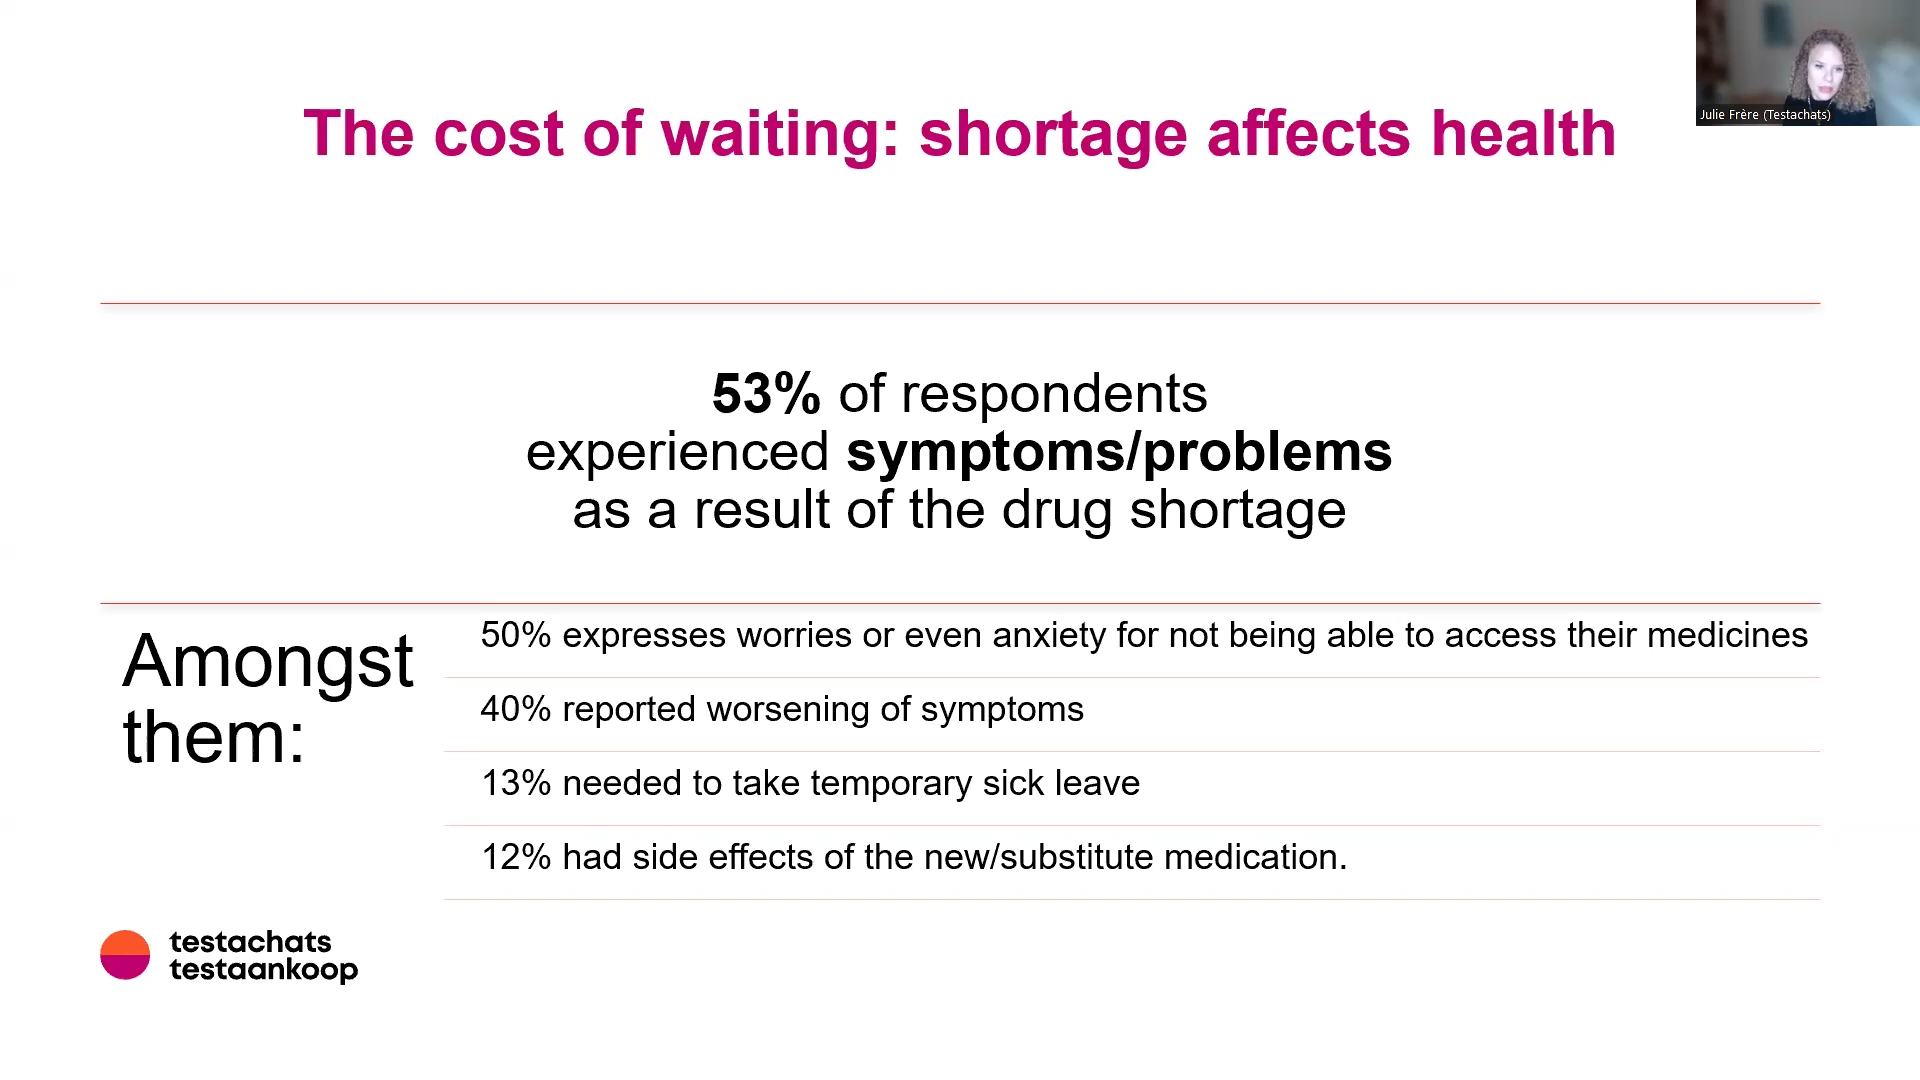 The cost of waiting: shortage affects health
Julie Frère (Testachats)
53% of respondents
experienced symptoms/problems
as a result of the drug shortage
Amongst
them:
50% expresses worries or even anxiety for not being able to access their medicines
40% reported worsening of symptoms
13% needed to take temporary sick leave
12% had side effects of the new/substitute medication.
testachats
testaankoop